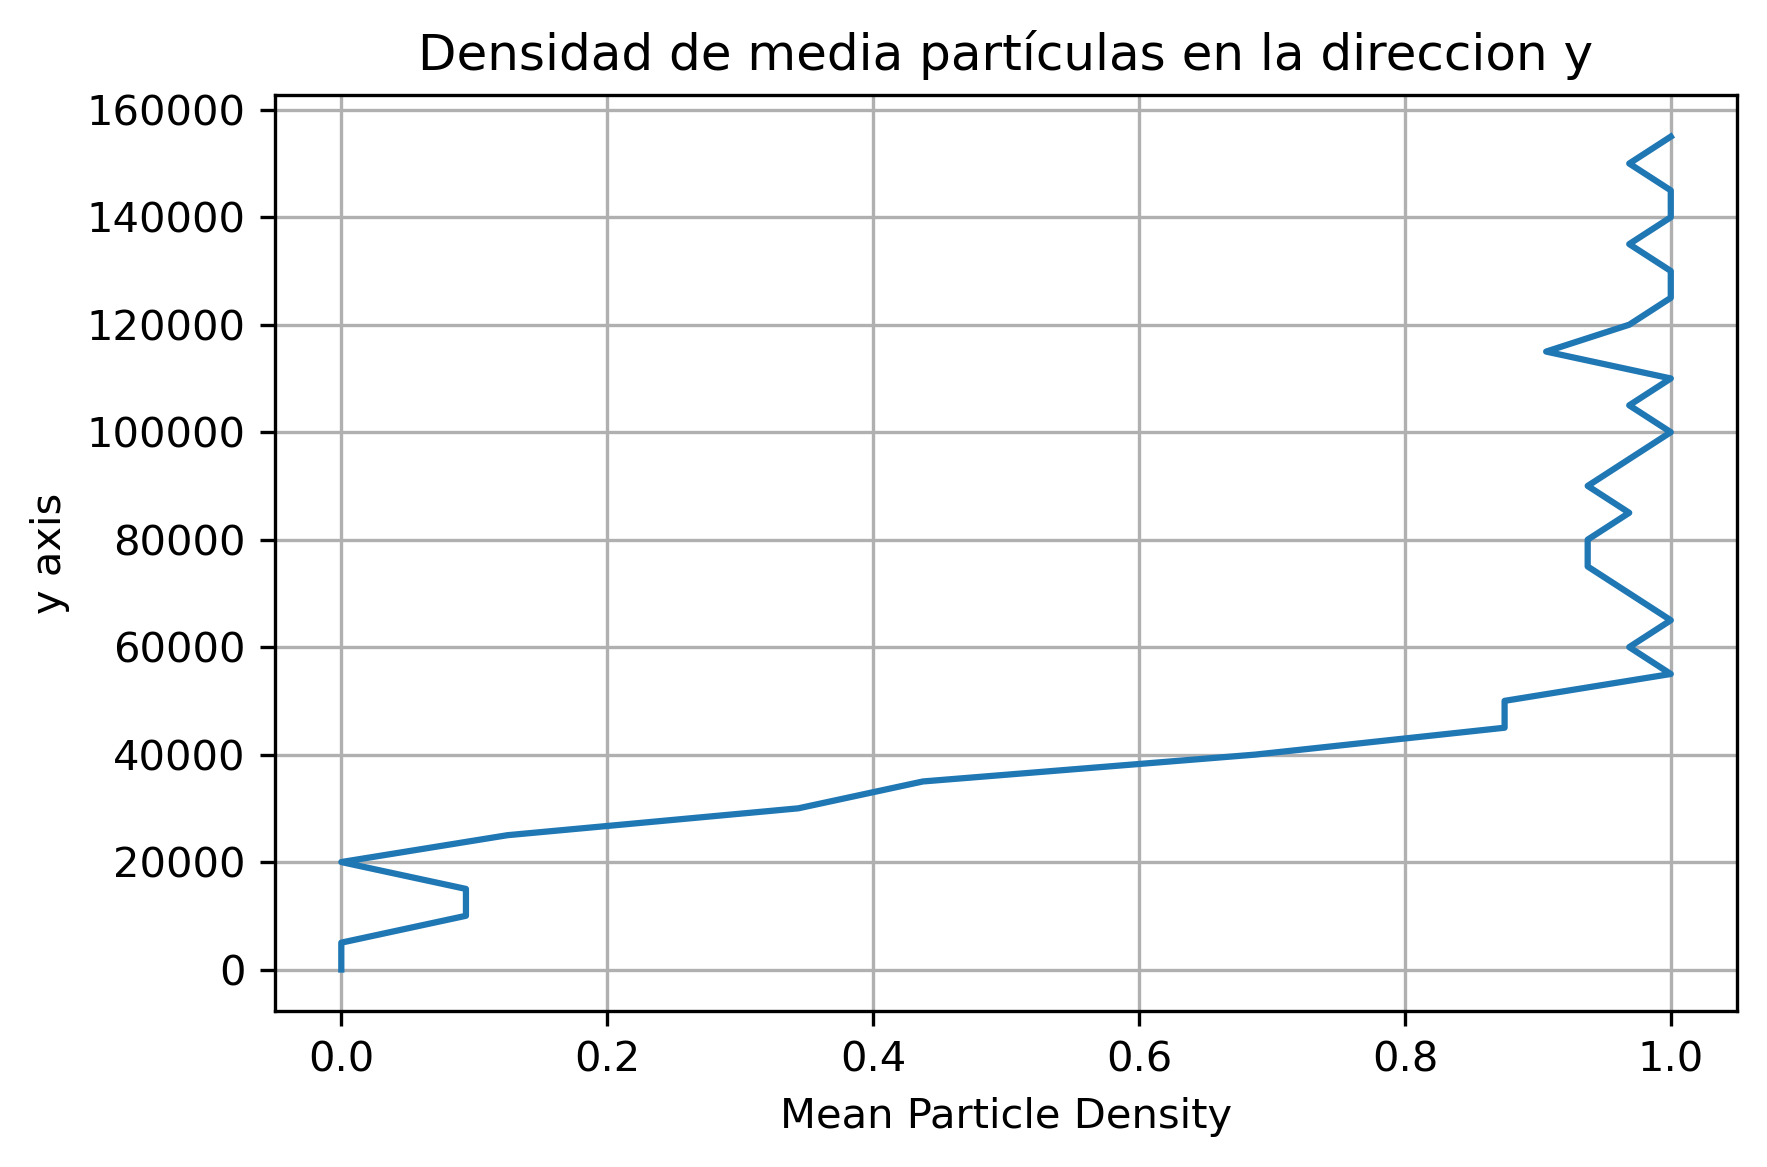 Densidad de media partículas en la direccion y
160000
140000
120000
100000
80000
60000
40000
20000
0
y axis
0.0 0.2 0.4 0.6 0.8 1.0
Mean Particle Density